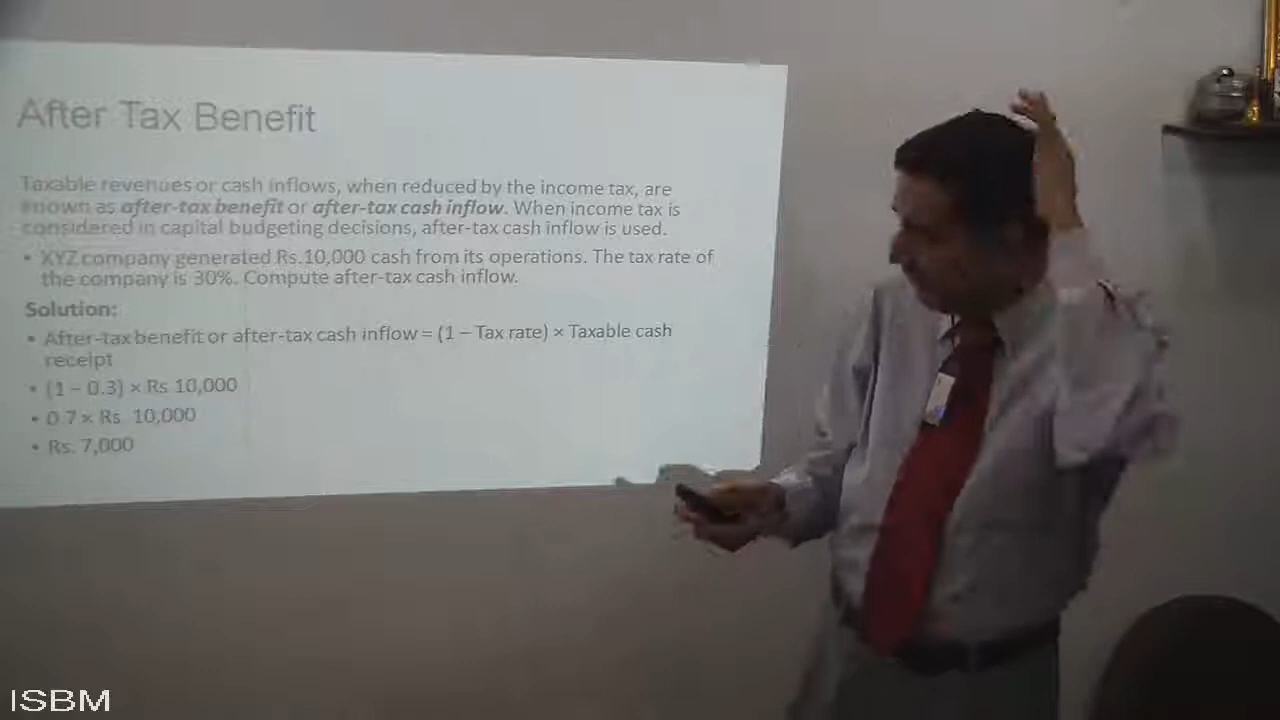 After Tax Benefit
Taxable revenues or cash inflows, when reduced by the income tax, are
known as after-tax benefit or after-tax cash inflow. When income tax is
considered in capital budgeting decisions, after-tax cash inflow is used.
• XYZ company generated Rs.10,000 cash from its operations. The tax rate of
the company is 30%. Compute after-tax cash inflow.
Solution:
• After-tax benefit or after-tax cash inflow = (1 – Tax rate) × Taxable cash
receipt
• (1 – 0.3) × Rs 10,000
• 0.7 × Rs. 10,000
• Rs. 7,000
ISBM